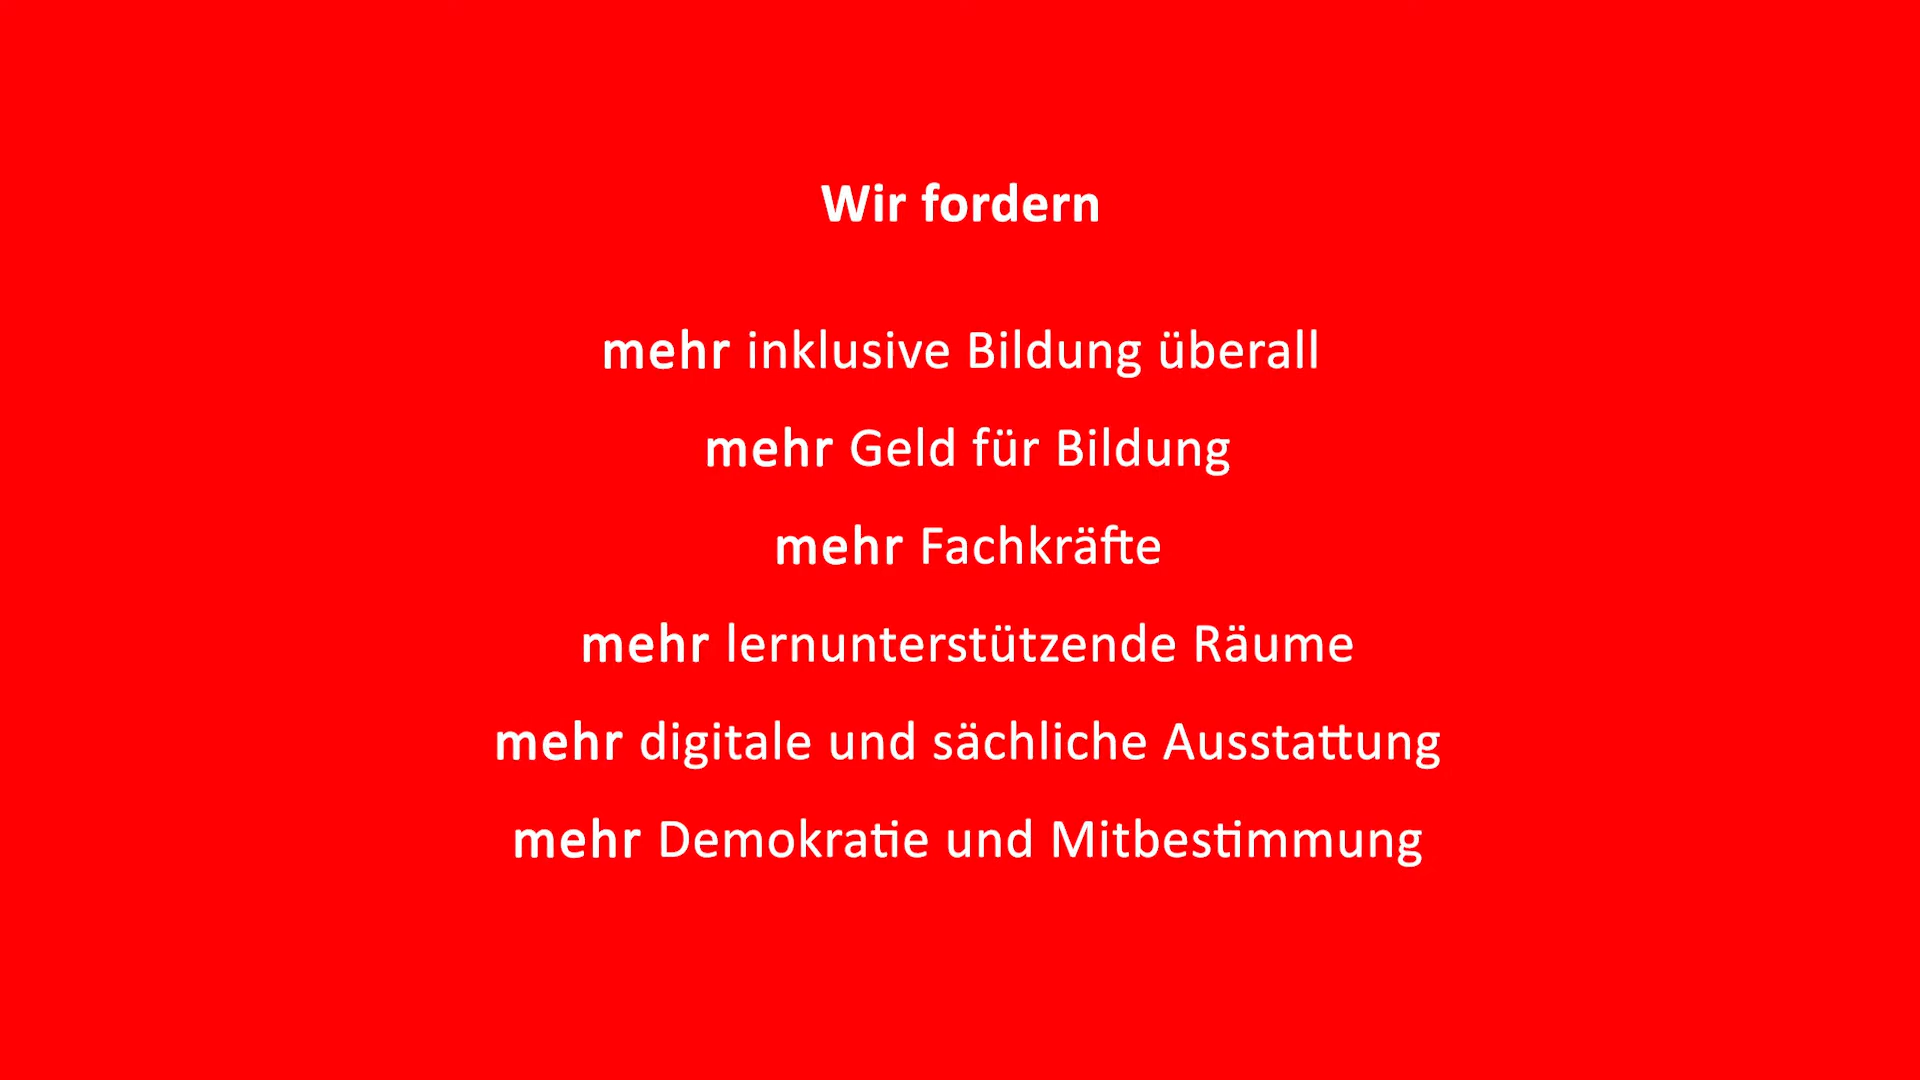 Wir fordern
mehr inklusive Bildung überall
mehr Geld für Bildung
mehr Fachkräfte
mehr lernunterstützende Räume
mehr digitale und sächliche Ausstattung
mehr Demokratie und Mitbestimmung